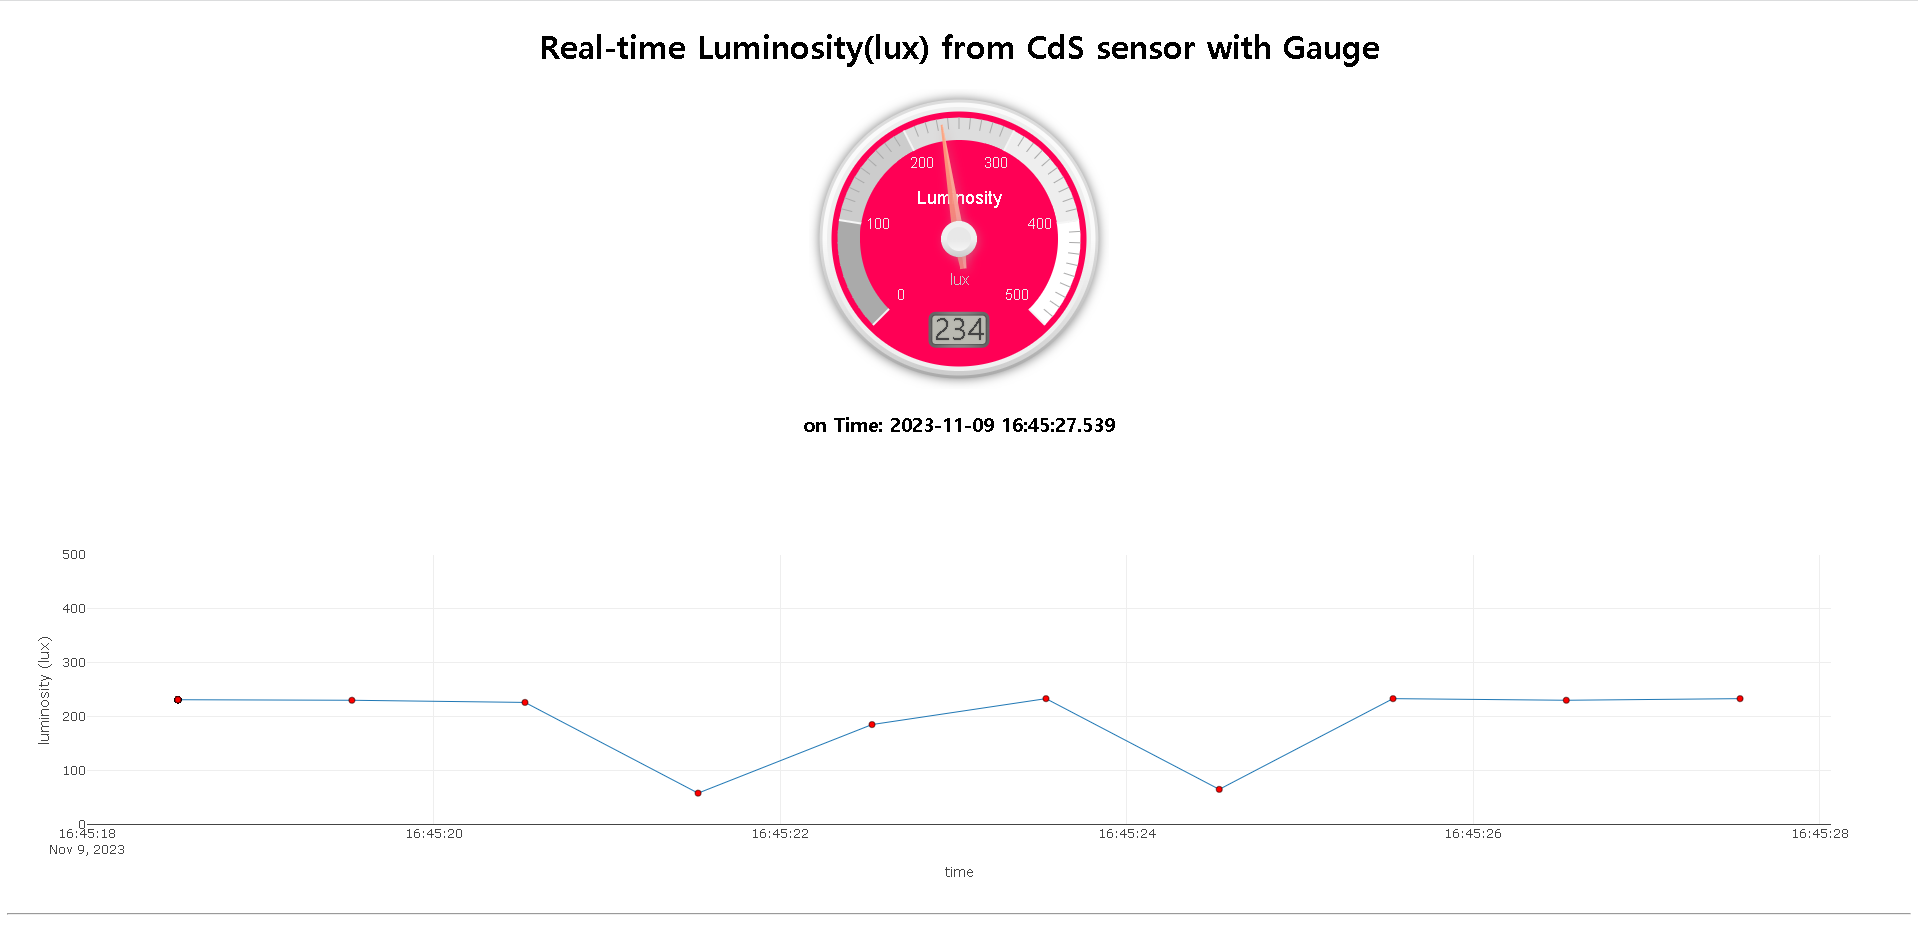 Real-time Luminosity(lux) from CdS sensor with Gauge
200 300
Luminosity
100 400
lux
0 500
234
on Time: 2023-11-09 16:45:27.539
500
400
300
200
100
0
luminosity (lux)
16:45:18 16:45:20 16:45:22 16:45:24 16:45:26 16:45:28
Nov 9, 2023
time